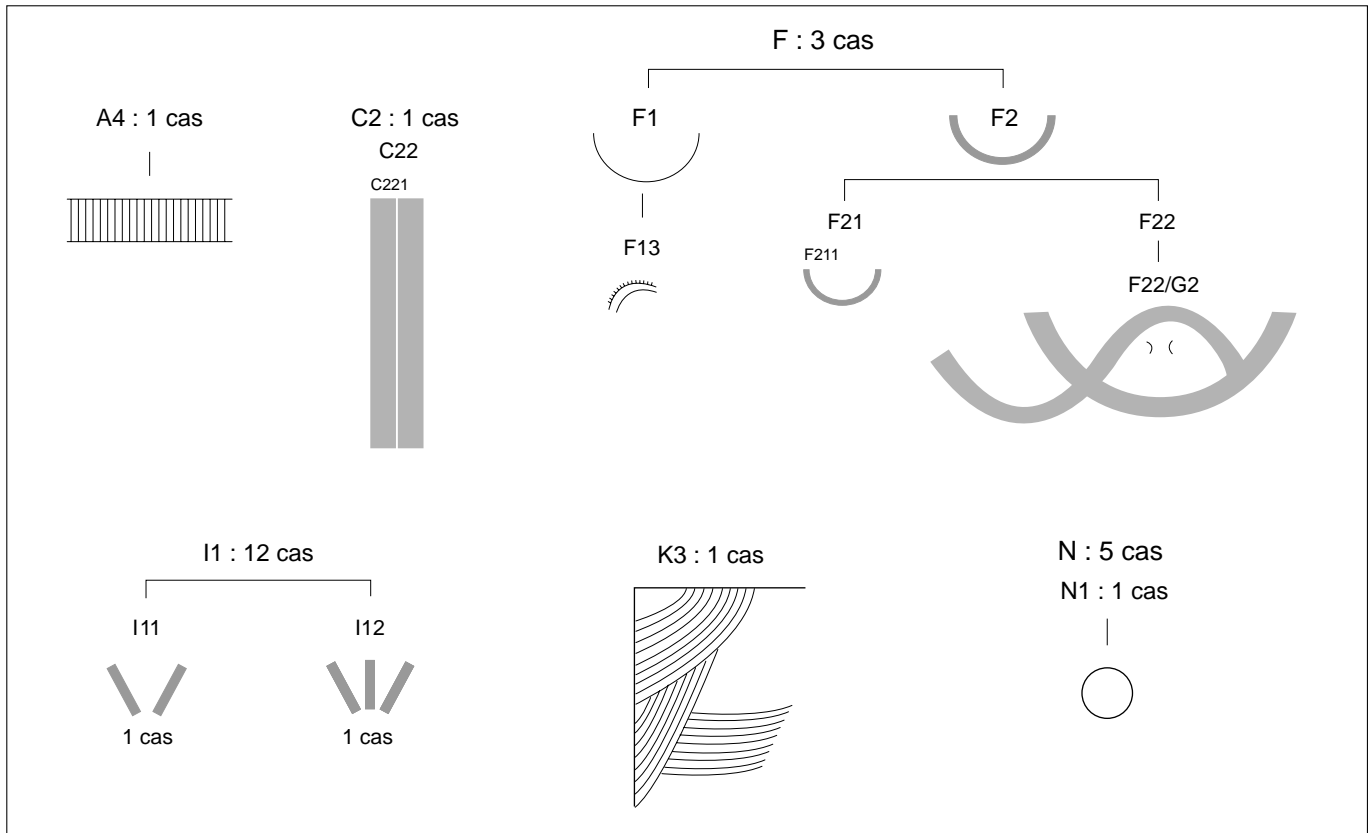 F : 3 cas
A4 : 1 cas
C2 : 1 cas
C22
C221
F1
F2
F13
F21
F211
F22
F22/G2
I1 : 12 cas
I11
1 cas
I12
1 cas
K3 : 1 cas
N : 5 cas
N1 : 1 cas